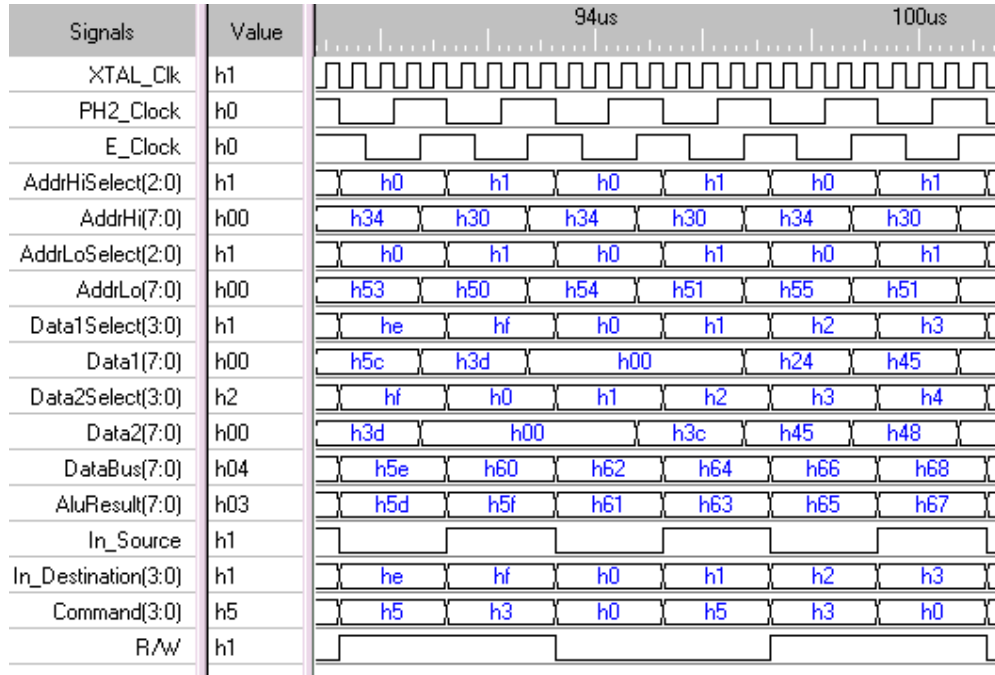 Signals Value 94us 100us
XTAL_Clk h1
PH2_Clock h0
E_Clock h0
AddrHiSelect(2:0) h1 h0 h1 h0 h1 h0 h1
AddrHi(7:0) h00 h34 h30 h34 h30 h34 h30
AddrLoSelect(2:0) h1 h0 h1 h0 h1 h0 h1
AddrLo(7:0) h00 h53 h50 h54 h51 h55 h51
Data1Select(3:0) h1 he hf h0 h1 h2 h3
Data1(7:0) h00 h5c h3d h00 h24 h45
Data2Select(3:0) h2 hf h0 h1 h2 h3 h4
Data2(7:0) h00 h3d h00 h3c h45 h48
DataBus(7:0) h04 h5e h60 h62 h64 h66 h68
AluResult(7:0) h03 h5d h5f h61 h63 h65 h67
In_Source h1
In_Destination(3:0) h1 he hf h0 h1 h2 h3
Command(3:0) h5 h5 h3 h0 h5 h3 h0
R/W h1